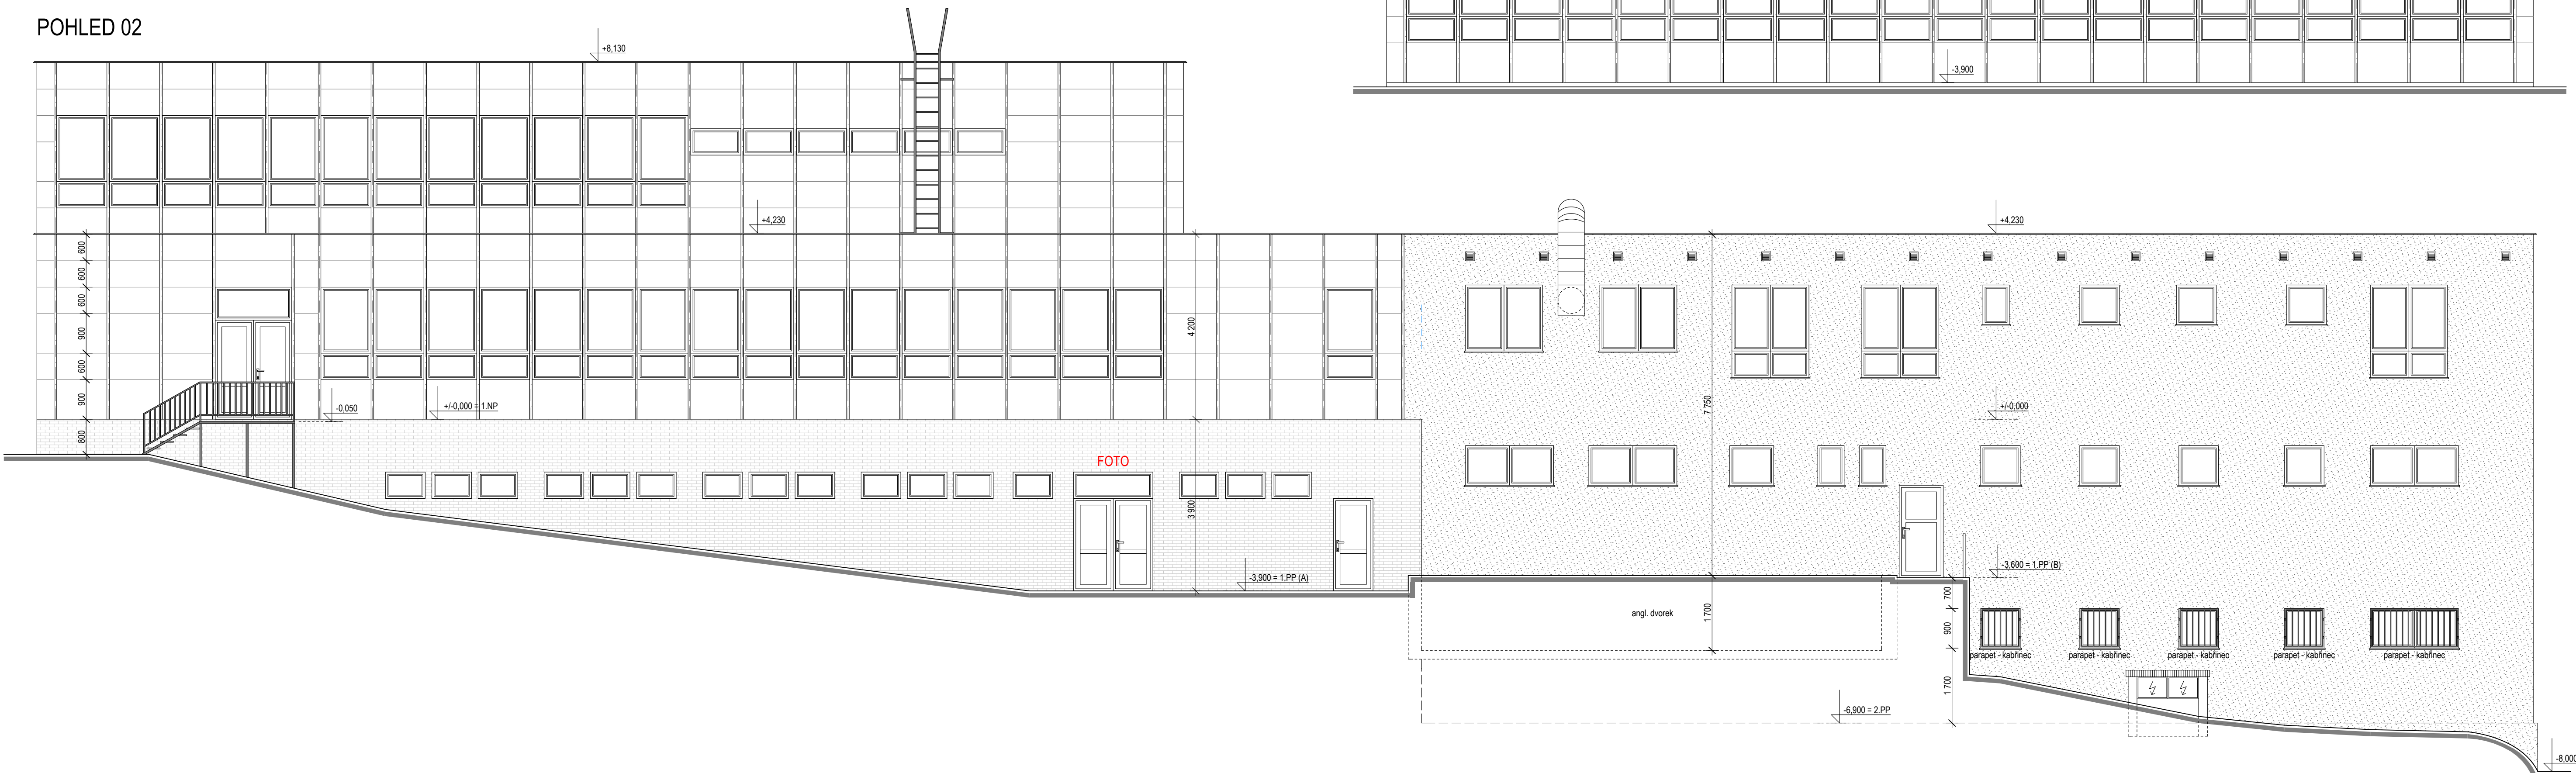 POHLED 02
+8,130
-3,900
+4,230
+4,230
600
600
600
900
600
900
800
4 200
7 750
-0,050
+/-0,000 = 1.NP
+/-0,000
FOTO
3 900
-3,900 = 1.PP (A)
-3,600 = 1.PP (B)
angl. dvorek
1 700
700
900
1 700
parapet - kabřinec
parapet - kabřinec
parapet - kabřinec
parapet - kabřinec
parapet - kabřinec
-6,900 = 2.PP
-8,000